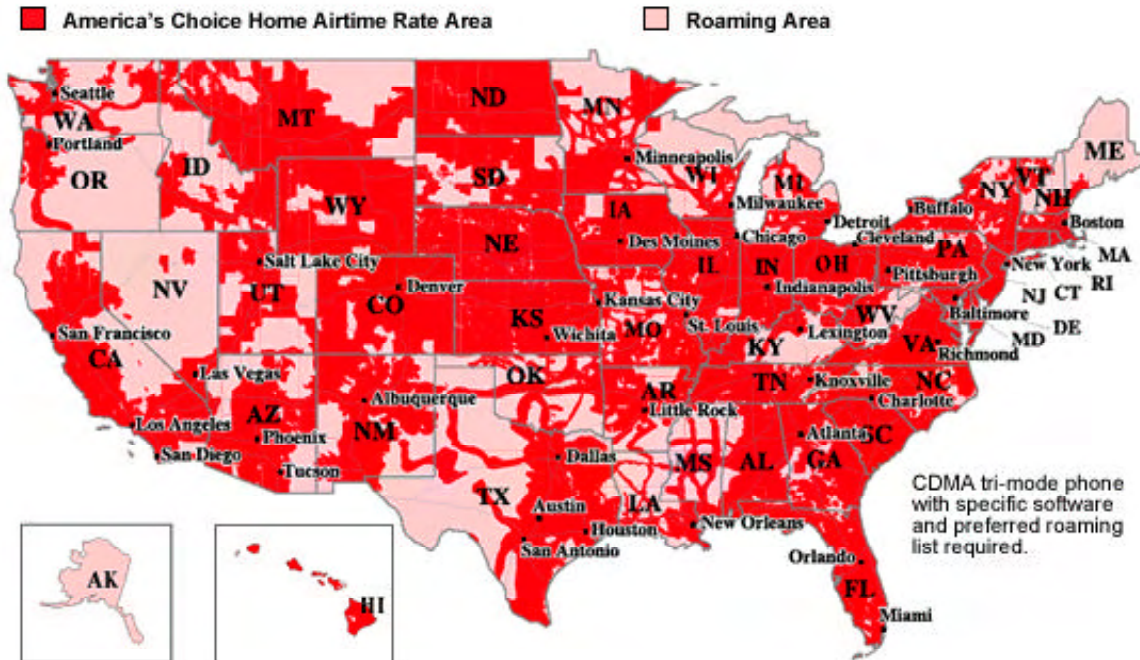 America's Choice Home Airtime Rate Area
Roaming Area
Seattle
WA
Portland
OR
ID
MT
ND
MN
Minneapolis
SD
WI
MI
ME
VT
NH
NY
WY
IA
Milwaukee
Detroit
Buffalo
Boston
NE
Des Moines
Chicago
Cleveland
PA
MA
NV
Salt Lake City
UT
CO
Denver
IL
IN
OH
Pittsburgh
New York
RI
CT
NJ
Indianapolis
KS
Kansas City
Wichita
MO
St. Louis
WV
Baltimore
DE
MD
San Francisco
CA
KY
Lexington
VA
Richmond
Las Vegas
OK
TN
Knoxville
NC
Charlotte
AZ
Albuquerque
AR
Little Rock
Los Angeles
Phoenix
NM
Atlanta
SC
San Diego
Tucson
Dallas
MS
AL
GA
TX
LA
Austin
Houston
New Orleans
San Antonio
Orlando
FL
Miami
CDMA tri-mode phone
with specific software
and preferred roaming
list required.
AK
HI